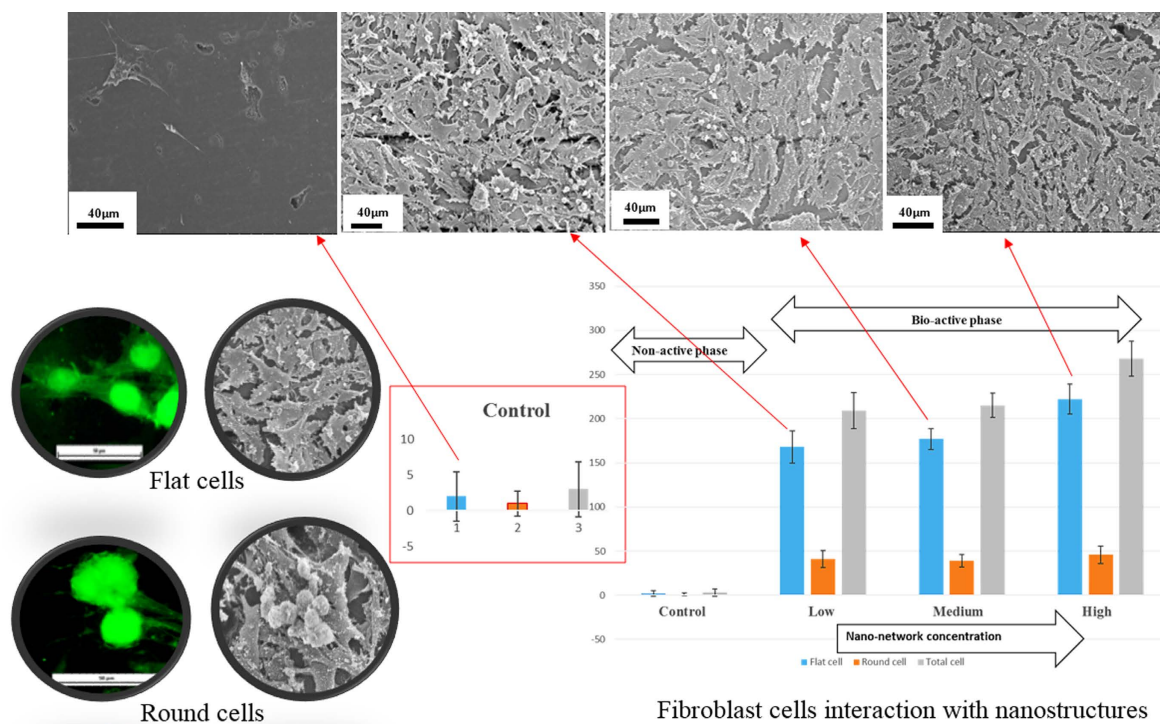 40µm
40µm
40µm
40µm
Flat cells
Round cells
Control
10
5
0
-5
1
2
3
350
300
250
200
150
100
50
0
-50
Non-active phase
Bio-active phase
Control
Low
Medium
High
Nano-network concentration
Flat cell
Round cell
Total cell
Fibroblast cells interaction with nanostructures